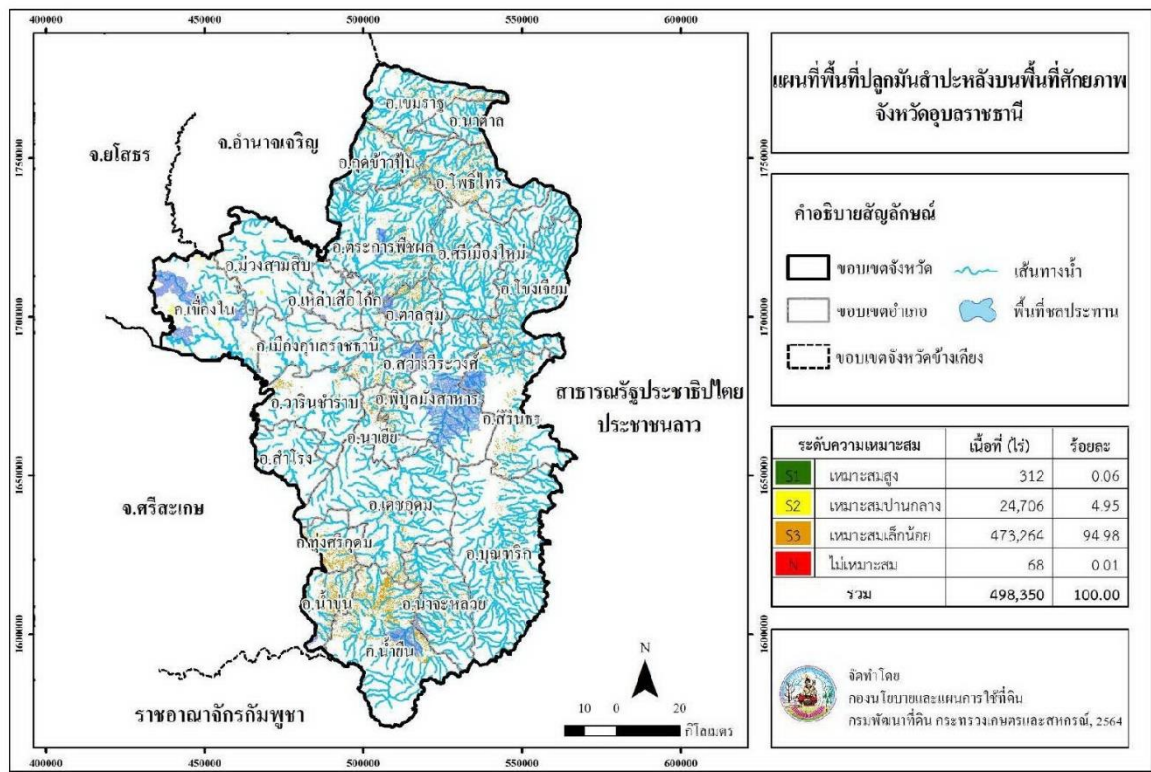 แผนที่พื้นที่ปลูกมันสำปะหลังบนพื้นที่ศักยภาพ
จังหวัดอุบลราชธานี
คำอธิบายสัญลักษณ์
ขอบเขตจังหวัด
เส้นทางน้ำ
ขอบเขตอำเภอ
พื้นที่ชลประทาน
ขอบเขตจังหวัดข้างเคียง
ระดับความเหมาะสม เนื้อที่ (ไร่) ร้อยละ
S1 เหมาะสมสูง 312 0.06
S2 เหมาะสมปานกลาง 24,706 4.95
S3 เหมาะสมเล็กน้อย 473,264 94.98
N ไม่เหมาะสม 68 0.01
รวม 498,350 100.00
จัดทำโดย
กองนโยบายและแผนการใช้ที่ดิน
กรมพัฒนาที่ดิน กระทรวงเกษตรและสหกรณ์, 2564
400000 450000 500000 550000 600000
1750000
1700000
1650000
1600000
1750000
1700000
1650000
1600000
400000 450000 500000 550000 600000
จ.ยโสธร
จ.อำนาจเจริญ
จ.ศรีสะเกษ
สาธารณรัฐประชาธิปไตย
ประชาชนลาว
ราชอาณาจักรกัมพูชา
อ.เขมราฐ
อ.นาตาล
อ.กุดข้าวปุ้น
อ.โพธิ์ไทร
อ.ตระการพืชผล
อ.ศรีเมืองใหม่
อ.ม่วงสามสิบ
อ.โขงเจียม
อ.เหล่าเสือโก้ก
อ.เขื่องใน
อ.ตาลสุม
อ.เมืองอุบลราชธานี
อ.สว่างวีระวงศ์
อ.วารินชำราบ
อ.พิบูลมังสาหาร
อ.สิรินธร
อ.นาเยีย
อ.สำโรง
อ.เดชอุดม
อ.ทุ่งศรีอุดม
อ.บุณฑริก
อ.น้ำขุ่น
อ.นาจะหลวย
อ.น้ำยืน
N
10 0 20
กิโลเมตร